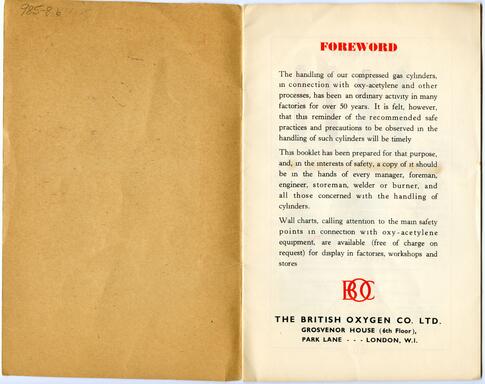 985-8.6
FOREWORD
The handling of our compressed gas cylinders,
in connection with oxy-acetylene and other
processes, has been an ordinary activity in many
factories for over 50 years. It is felt, however,
that this reminder of the recommended safe
practices and precautions to be observed in the
handling of such cylinders will be timely
This booklet has been prepared for that purpose,
and, in the interests of safety, a copy of it should
be in the hands of every manager, foreman,
engineer, storeman, welder or burner, and
all those concerned with the handling of
cylinders.
Wall charts, calling attention to the main safety
points in connection with oxy-acetylene
equipment, are available (free of charge on
request) for display in factories, workshops and
stores
BOC
THE BRITISH OXYGEN CO. LTD.
GROSVENOR HOUSE (6th Floor),
PARK LANE - - - LONDON, W.I.